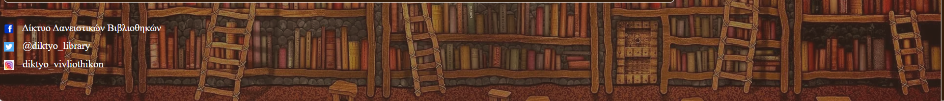 Δίκτυο Δανειστικών Βιβλιοθηκών
@diktyo_library
diktyo_vivliothikon